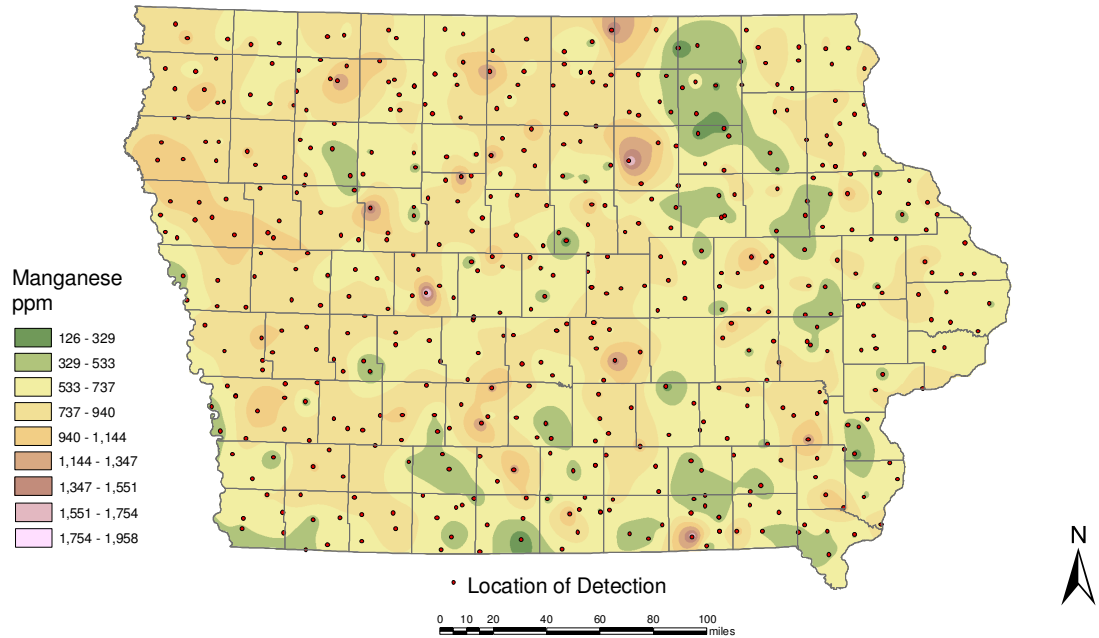 Manganese
ppm
126 - 329
329 - 533
533 - 737
737 - 940
940 - 1,144
1,144 - 1,347
1,347 - 1,551
1,551 - 1,754
1,754 - 1,958
N
Location of Detection
0 10 20 40 60 80 100
miles